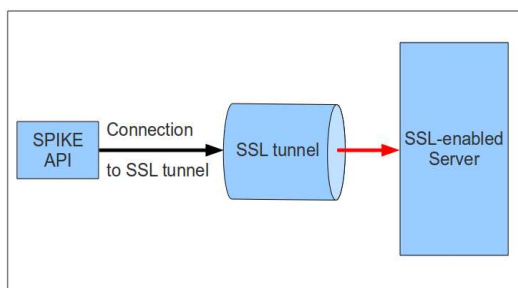 SPIKE
API
Connection
to SSL tunnel
SSL tunnel
SSL-enabled
Server